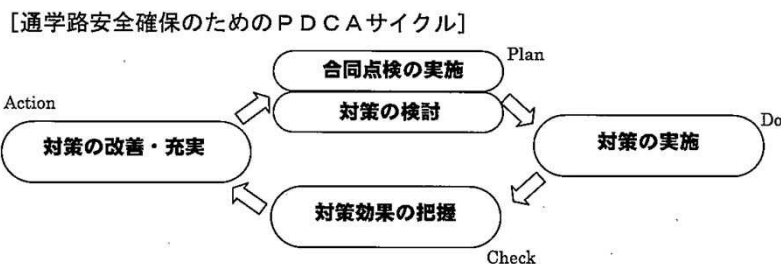 [通学路安全確保のためのＰＤＣＡサイクル]
合同点検の実施
Plan
対策の検討
Action
対策の改善・充実
対策の実施
Do
対策効果の把握
Check